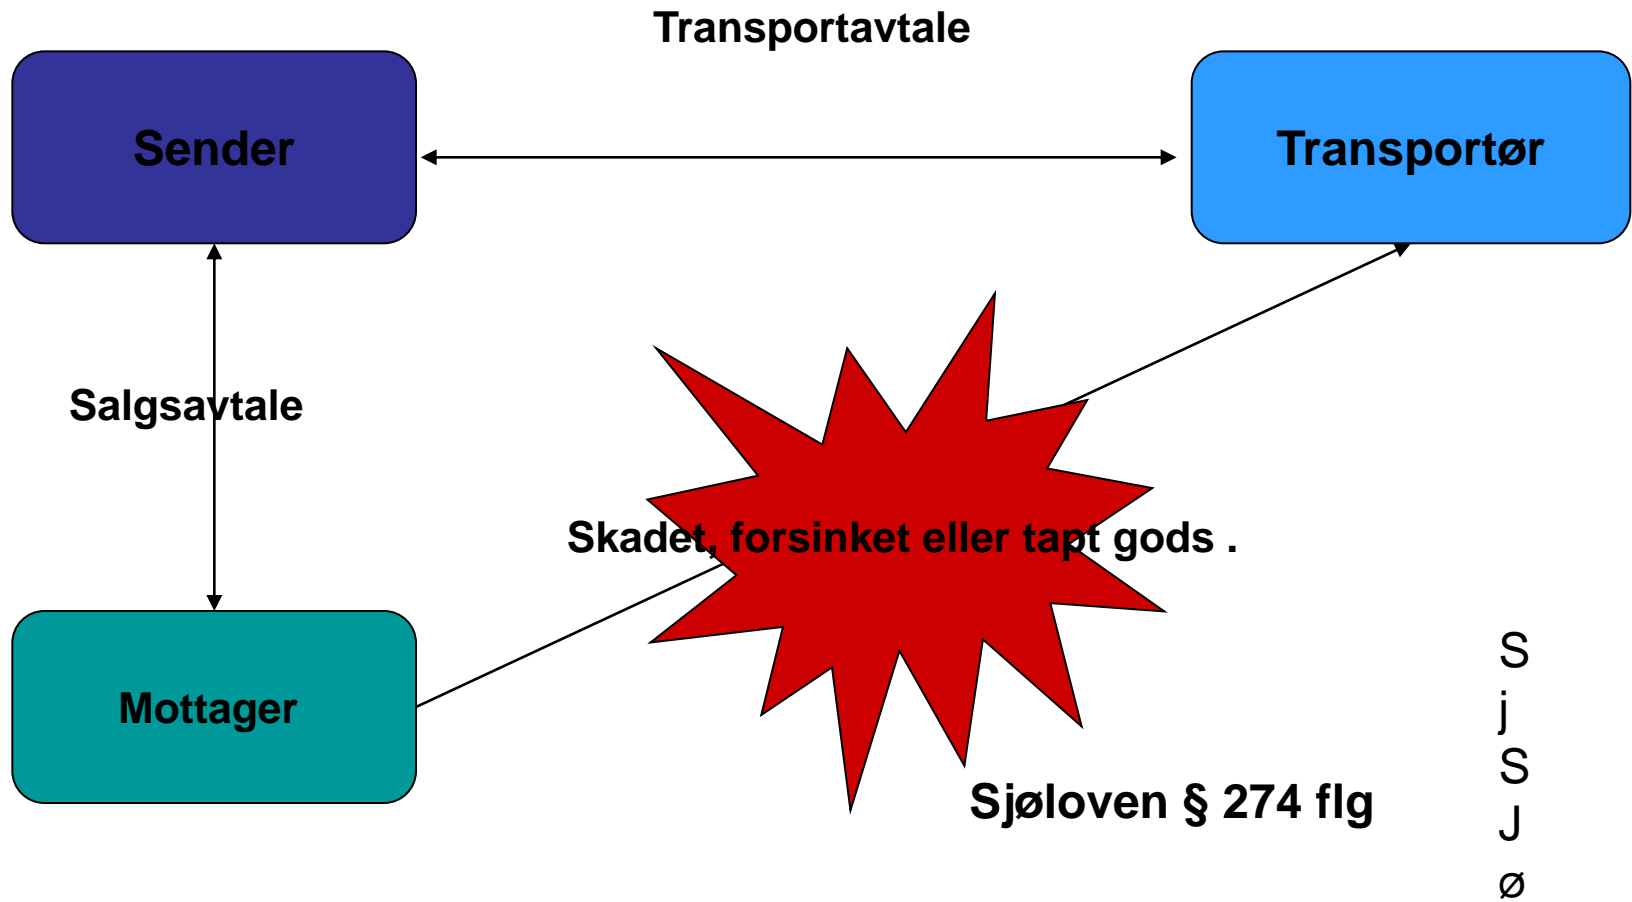 Transportavtale
Sender
Transportør
Salgsavtale
Skadet, forsinket eller tapt gods .
Mottager
Sjøloven § 274 flg
S
j
S
J
ø